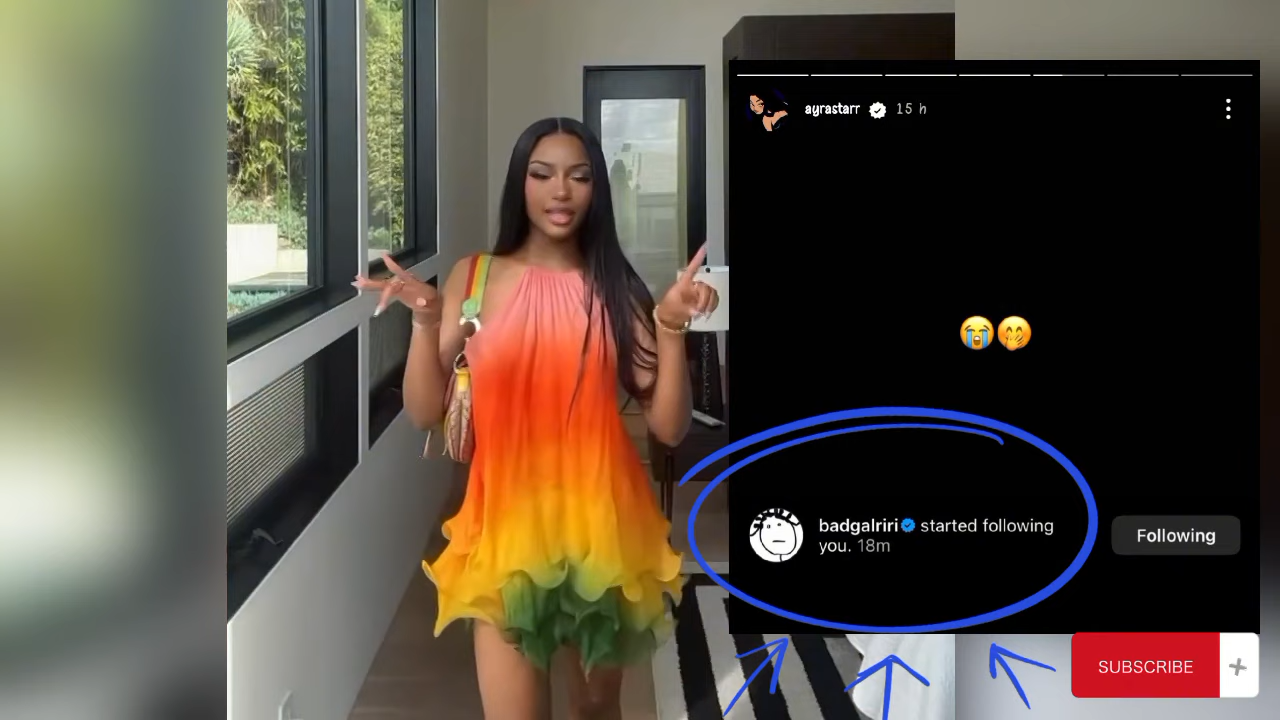 ayrastarr 15 h
😭🤭
badgalriri started following
you. 18m
Following
SUBSCRIBE